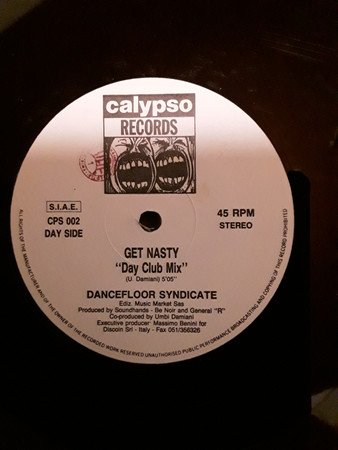 calypso
RECORDS
S.I.A.E.
CPS 002
DAY SIDE
45 RPM
STEREO
GET NASTY
"Day Club Mix"
(U. Damiani) 5'05"
DANCEFLOOR SYNDICATE
Ediz. Music Market Sas
Produced by Soundhands - Be Noir and General "R"
Co-produced by Umbi Damiani
Executive producer Massimo Benini for
Discoin Srl - Italy - Fax 051/356326
ALL RIGHTS OF THE MANUFACTURER AND OF THE OWNER OF THE RECORDED WORK RESERVED UNAUTHORISED PUBLIC PERFORMANCE BROADCASTING AND COPYING OF THIS RECORD PROHIBITED